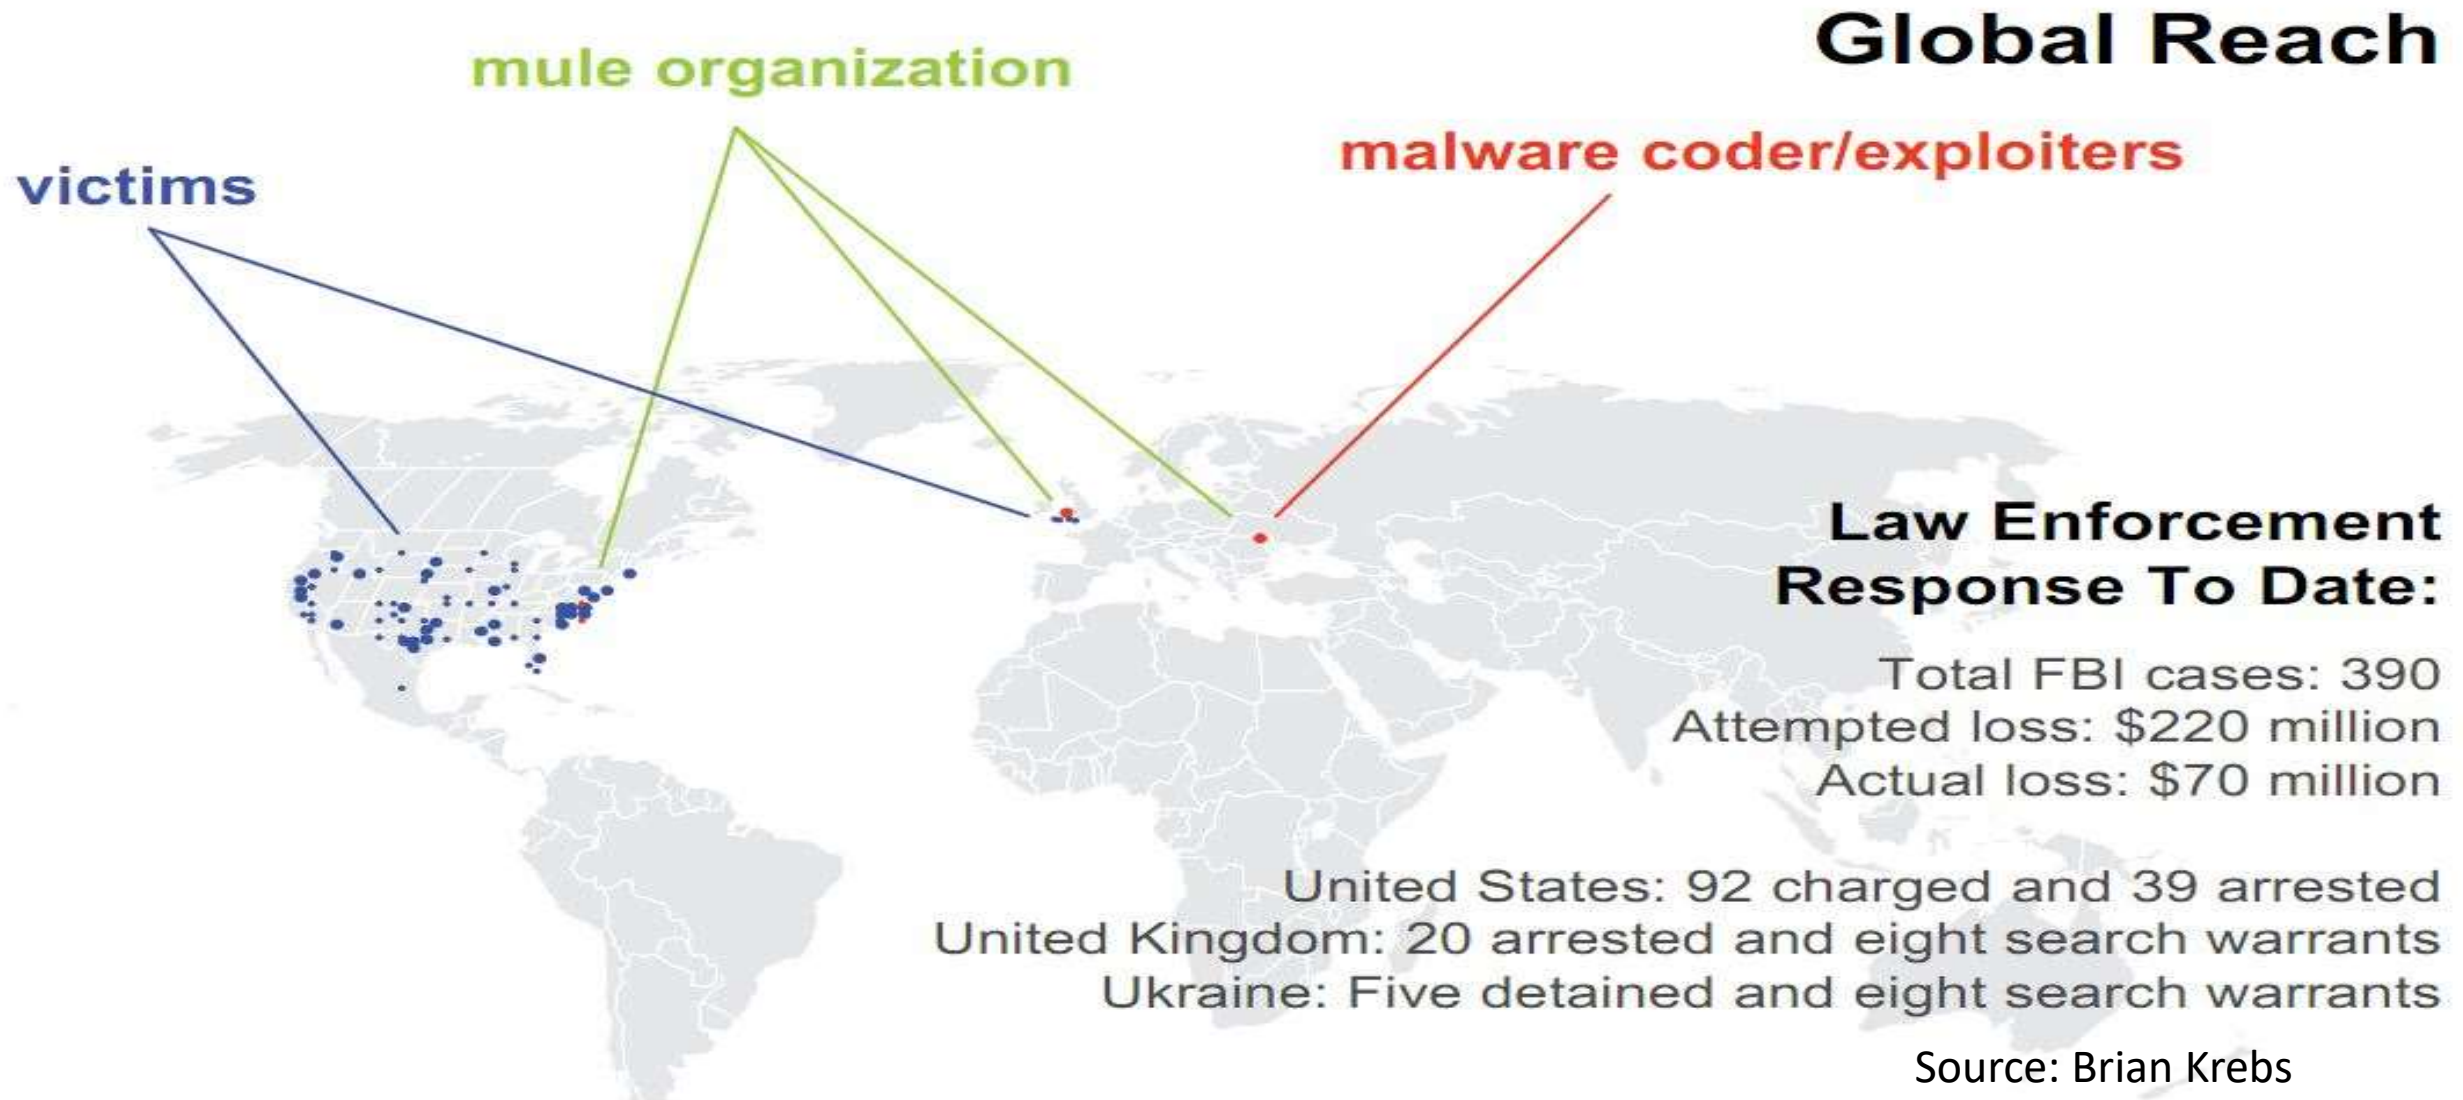 Global Reach
mule organization
malware coder/exploiters
victims
Law Enforcement
Response To Date:
Total FBI cases: 390
Attempted loss: $220 million
Actual loss: $70 million
United States: 92 charged and 39 arrested
United Kingdom: 20 arrested and eight search warrants
Ukraine: Five detained and eight search warrants
Source: Brian Krebs